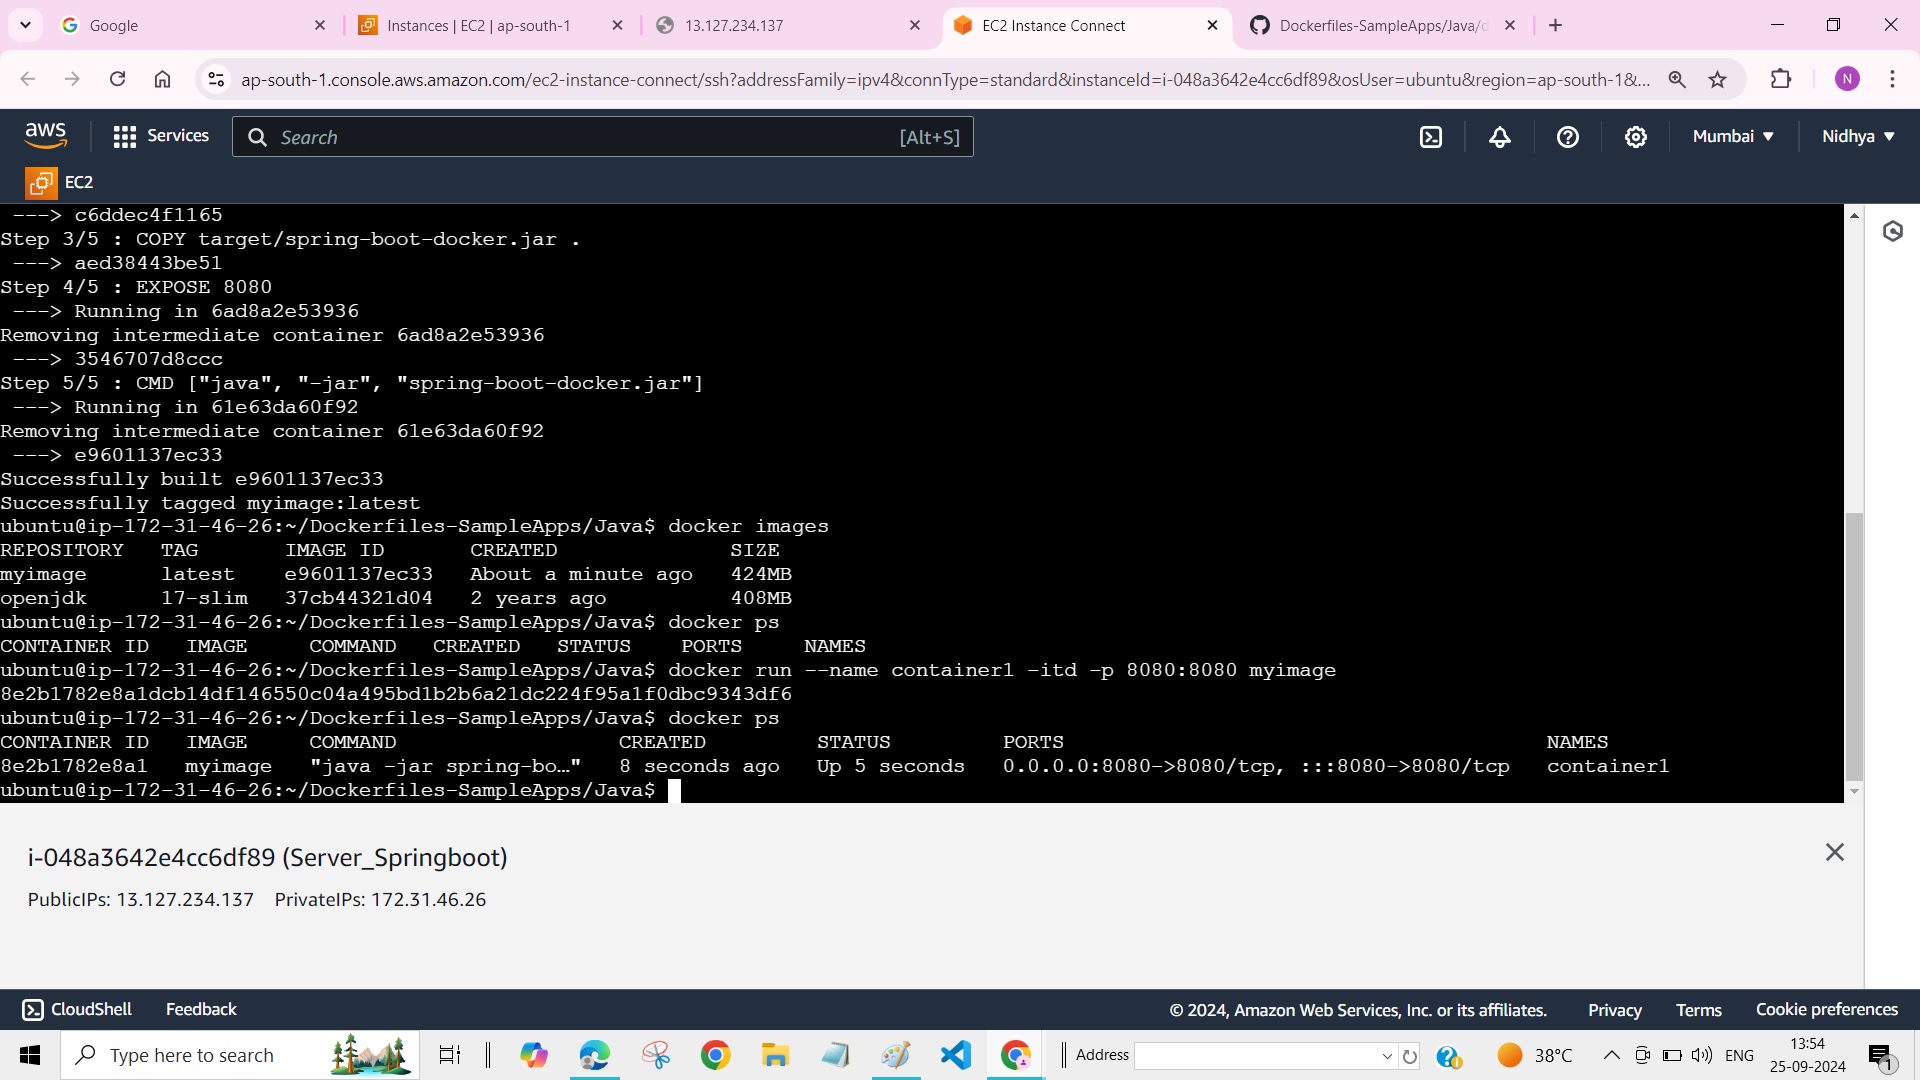 Google
Instances | EC2 | ap-south-1
13.127.234.137
EC2 Instance Connect
Dockerfiles-SampleApps/Java/d
ap-south-1.console.aws.amazon.com/ec2-instance-connect/ssh?addressFamily=ipv4&connType=standard&instanceId=i-048a3642e4cc6df89&osUser=ubuntu&region=ap-south-1&...
N
aws
Services
Search
[Alt+S]
Mumbai
Nidhya
EC2
---> c6ddec4f1165
Step 3/5 : COPY target/spring-boot-docker.jar .
---> aed38443be51
Step 4/5 : EXPOSE 8080
---> Running in 6ad8a2e53936
Removing intermediate container 6ad8a2e53936
---> 3546707d8ccc
Step 5/5 : CMD ["java", "-jar", "spring-boot-docker.jar"]
---> Running in 61e63da60f92
Removing intermediate container 61e63da60f92
---> e9601137ec33
Successfully built e9601137ec33
Successfully tagged myimage:latest
ubuntu@ip-172-31-46-26:~/Dockerfiles-SampleApps/Java$ docker images
REPOSITORY TAG IMAGE ID CREATED SIZE
myimage latest e9601137ec33 About a minute ago 424MB
openjdk 17-slim 37cb44321d04 2 years ago 408MB
ubuntu@ip-172-31-46-26:~/Dockerfiles-SampleApps/Java$ docker ps
CONTAINER ID IMAGE COMMAND CREATED STATUS PORTS NAMES
ubuntu@ip-172-31-46-26:~/Dockerfiles-SampleApps/Java$ docker run --name container1 -itd -p 8080:8080 myimage
8e2b1782e8a1dcb14df146550c04a495bd1b2b6a21dc224f95a1f0dbc9343df6
ubuntu@ip-172-31-46-26:~/Dockerfiles-SampleApps/Java$ docker ps
CONTAINER ID IMAGE COMMAND CREATED STATUS PORTS NAMES
8e2b1782e8a1 myimage "java -jar spring-bo…" 8 seconds ago Up 5 seconds 0.0.0.0:8080->8080/tcp, :::8080->8080/tcp container1
ubuntu@ip-172-31-46-26:~/Dockerfiles-SampleApps/Java$
i-048a3642e4cc6df89 (Server_Springboot)
PublicIPs: 13.127.234.137 PrivateIPs: 172.31.46.26
CloudShell
Feedback
© 2024, Amazon Web Services, Inc. or its affiliates.
Privacy
Terms
Cookie preferences
Type here to search
Address
38°C
ENG
13:54
25-09-2024
1